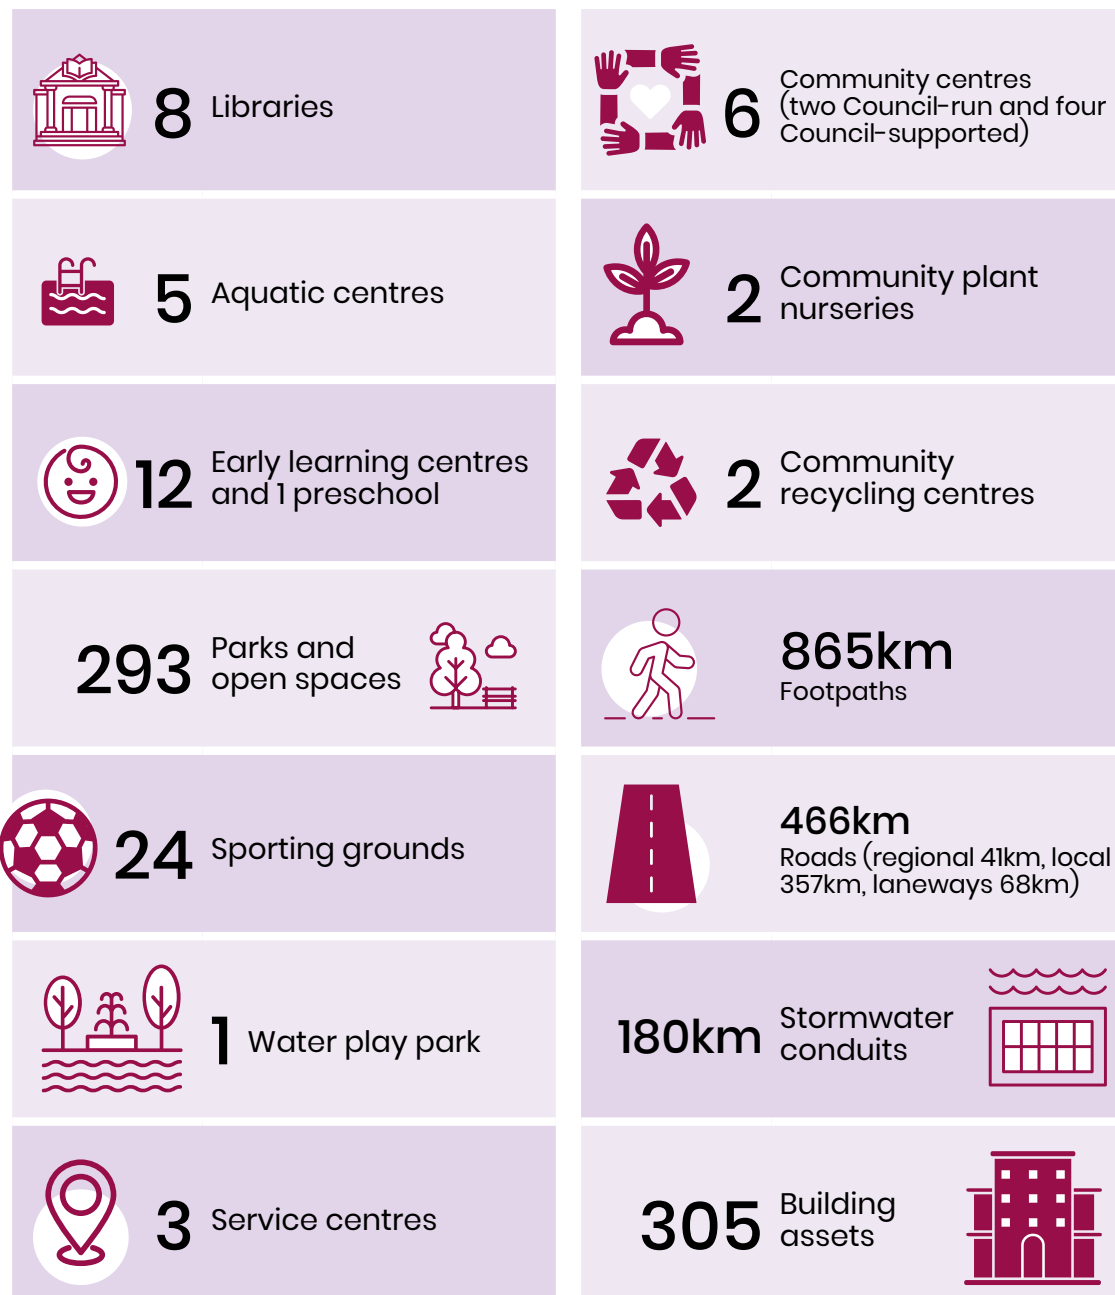 8 Libraries
5 Aquatic centres
12 Early learning centres
and 1 preschool
293 Parks and
open spaces
24 Sporting grounds
1 Water play park
3 Service centres
6 Community centres
(two Council-run and four
Council-supported)
2 Community plant
nurseries
2 Community
recycling centres
865km
Footpaths
466km
Roads (regional 41km, local
357km, laneways 68km)
180km Stormwater
conduits
305 Building
assets